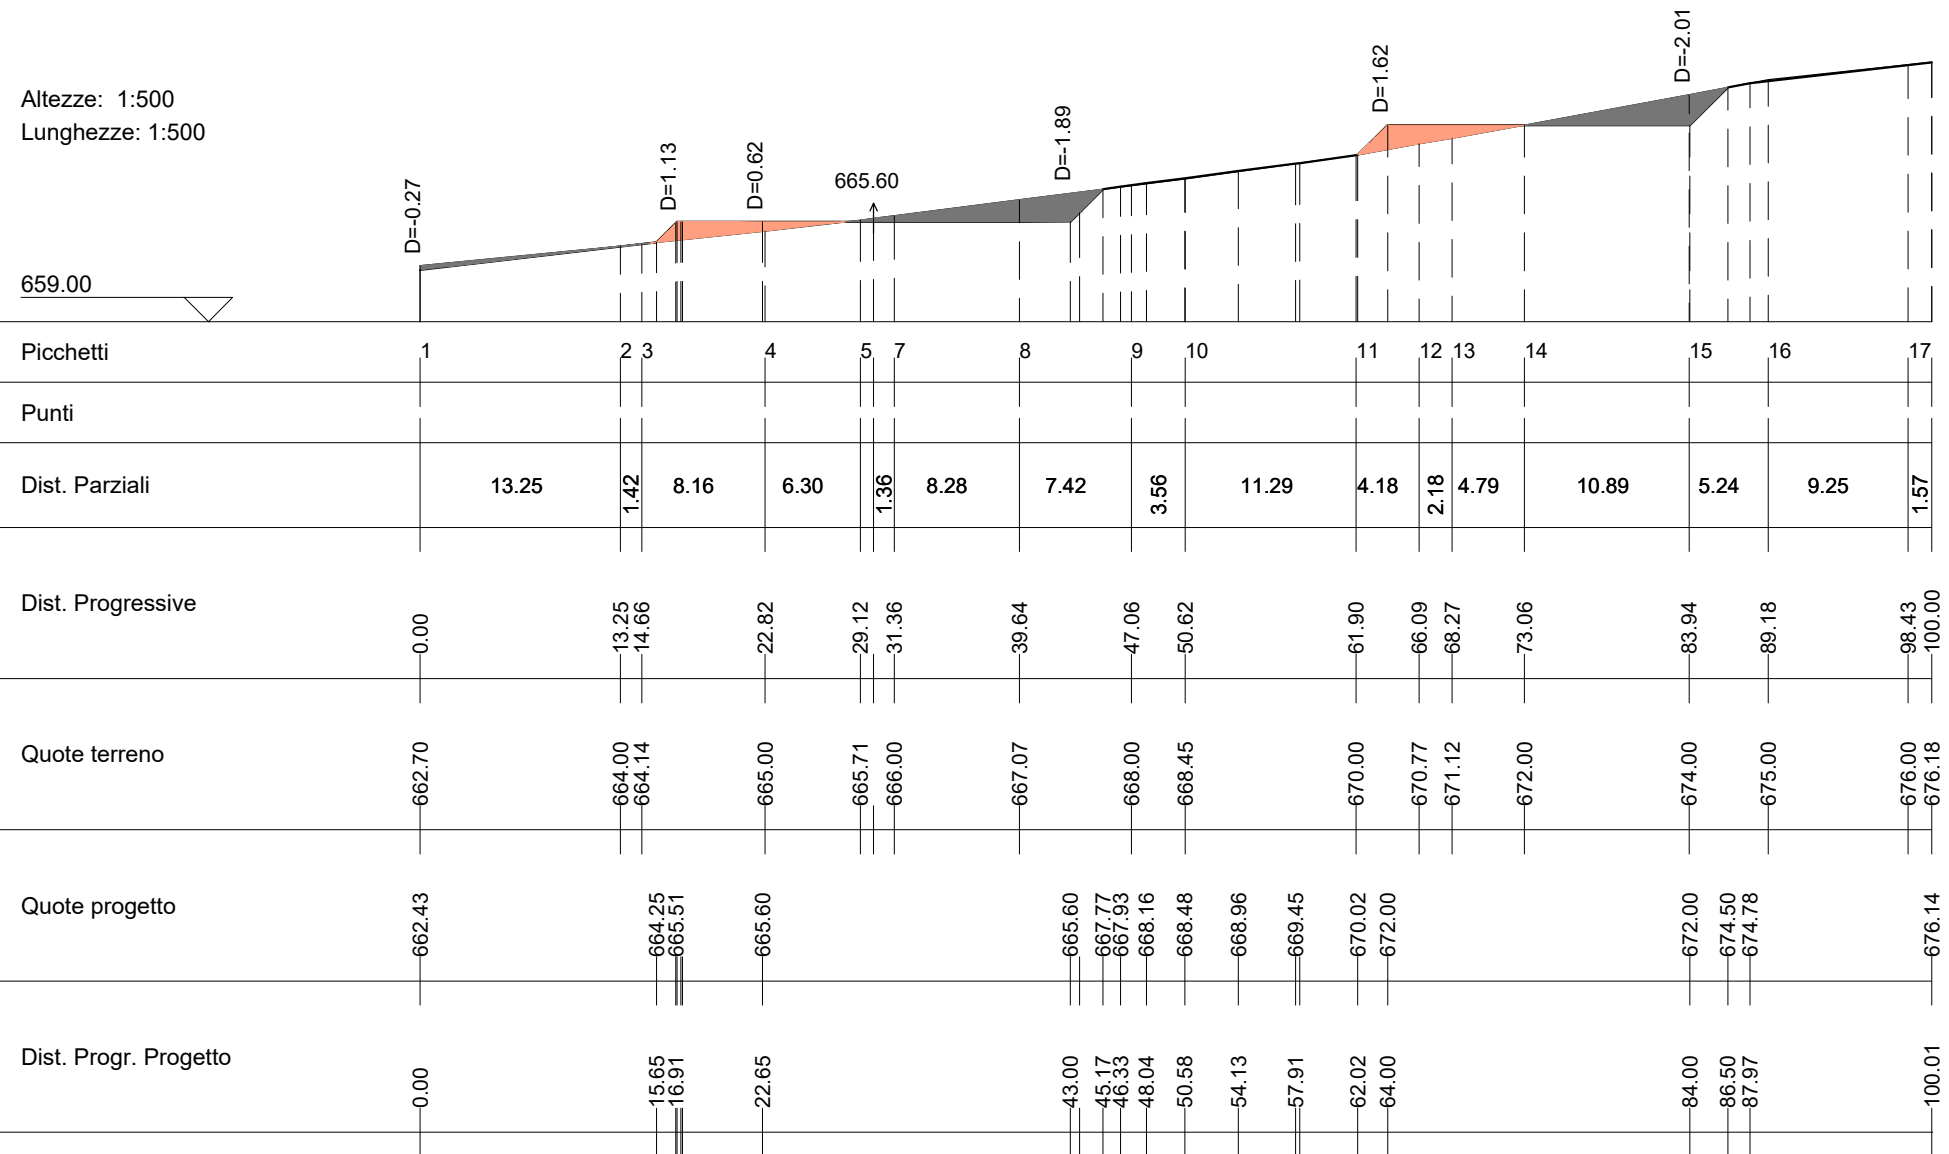 D=-2.01
D=1.62
Altezze: 1:500
Lunghezze: 1:500
D=-1.89
D=1.13
D=0.62
665.60
D=-0.27
659.00
Picchetti 1 2 3 4 5 7 8 9 10 11 12 13 14 15 16 17
Punti
Dist. Parziali 13.25 1.42 8.16 6.30 1.36 8.28 7.42 3.56 11.29 4.18 2.18 4.79 10.89 5.24 9.25 1.57
Dist. Progressive 0.00 13.25 14.66 22.82 29.12 31.36 39.64 47.06 50.62 61.90 66.09 68.27 73.06 83.94 89.18 98.43 100.00
Quote terreno 662.70 664.00 664.14 665.00 665.71 666.00 667.07 668.00 668.45 670.00 670.77 671.12 672.00 674.00 675.00 676.00 676.18
Quote progetto 662.43 664.25 665.51 665.60 665.60 667.77 667.93 668.16 668.48 668.96 669.45 670.02 672.00 672.00 674.50 674.78 676.14
Dist. Progr. Progetto 0.00 15.65 16.91 22.65 43.00 45.17 46.33 48.04 50.58 54.13 57.91 62.02 64.00 84.00 86.50 87.97 100.01